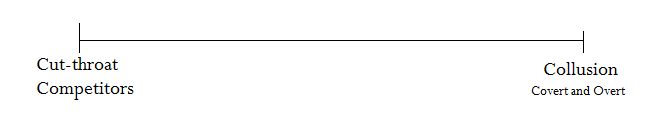 Cut-throat
Competitors
Collusion
Covert and Overt